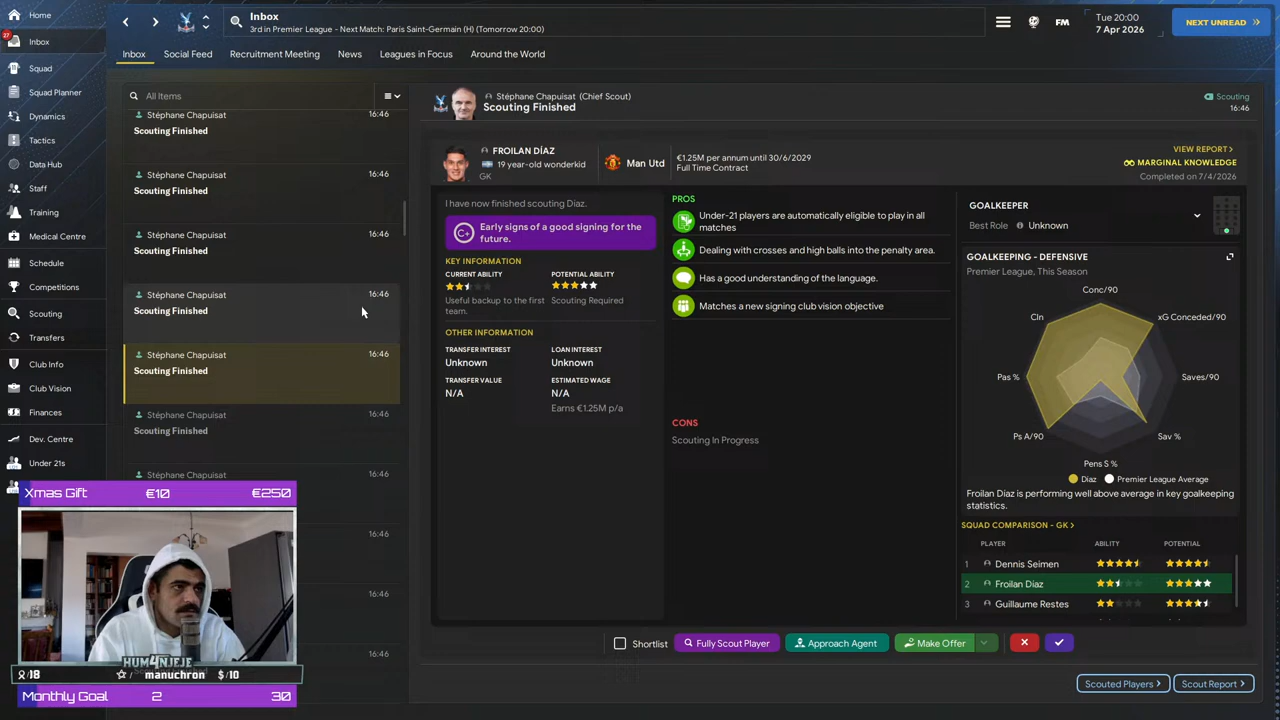 Home
Inbox
3rd in Premier League - Next Match: Paris Saint-Germain (H) (Tomorrow 20:00)
FM
Tue 20:00
7 Apr 2026
NEXT UNREAD
27
Inbox
Squad
Squad Planner
Dynamics
Tactics
Data Hub
Staff
Training
Medical Centre
Schedule
Competitions
Scouting
Transfers
Club Info
Club Vision
Finances
Dev. Centre
Under 21s
Inbox
Social Feed
Recruitment Meeting
News
Leagues in Focus
Around the World
All Items
Stéphane Chapuisat 16:46
Scouting Finished
Stéphane Chapuisat 16:46
Scouting Finished
Stéphane Chapuisat 16:46
Scouting Finished
Stéphane Chapuisat 16:46
Scouting Finished
Stéphane Chapuisat 16:46
Scouting Finished
Stéphane Chapuisat 16:46
Scouting Finished
Stéphane Chapuisat 16:46
16:46
16:46
16:46
Stéphane Chapuisat (Chief Scout)
Scouting Finished
Scouting
16:46
FROILAN DÍAZ
19 year-old wonderkid
GK
Man Utd
€1.25M per annum until 30/6/2029
Full Time Contract
VIEW REPORT >
MARGINAL KNOWLEDGE
Completed on 7/4/2026
I have now finished scouting Díaz.
C+
Early signs of a good signing for the
future.
KEY INFORMATION
CURRENT ABILITY
POTENTIAL ABILITY
Useful backup to the first
team.
Scouting Required
OTHER INFORMATION
TRANSFER INTEREST
LOAN INTEREST
Unknown
Unknown
TRANSFER VALUE
ESTIMATED WAGE
N/A
N/A
Earns €1.25M p/a
PROS
Under-21 players are automatically eligible to play in all
matches
Dealing with crosses and high balls into the penalty area.
Has a good understanding of the language.
Matches a new signing club vision objective
CONS
Scouting In Progress
GOALKEEPER
Best Role Unknown
GOALKEEPING - DEFENSIVE
Premier League, This Season
Conc/90
Cln
xG Conceded/90
Pas %
Saves/90
Ps A/90
Sav %
Pens S %
Díaz
Premier League Average
Froilan Díaz is performing well above average in key goalkeeping
statistics.
SQUAD COMPARISON - GK >
PLAYER ABILITY POTENTIAL
1 Dennis Seimen
2 Froilan Díaz
3 Guillaume Restes
Shortlist
Fully Scout Player
Approach Agent
Make Offer
Scouted Players >
Scout Report >
Xmas Gift €10 €250
HUM4NJEJE
/18
/ manuchron
$/10
Monthly Goal 2 30